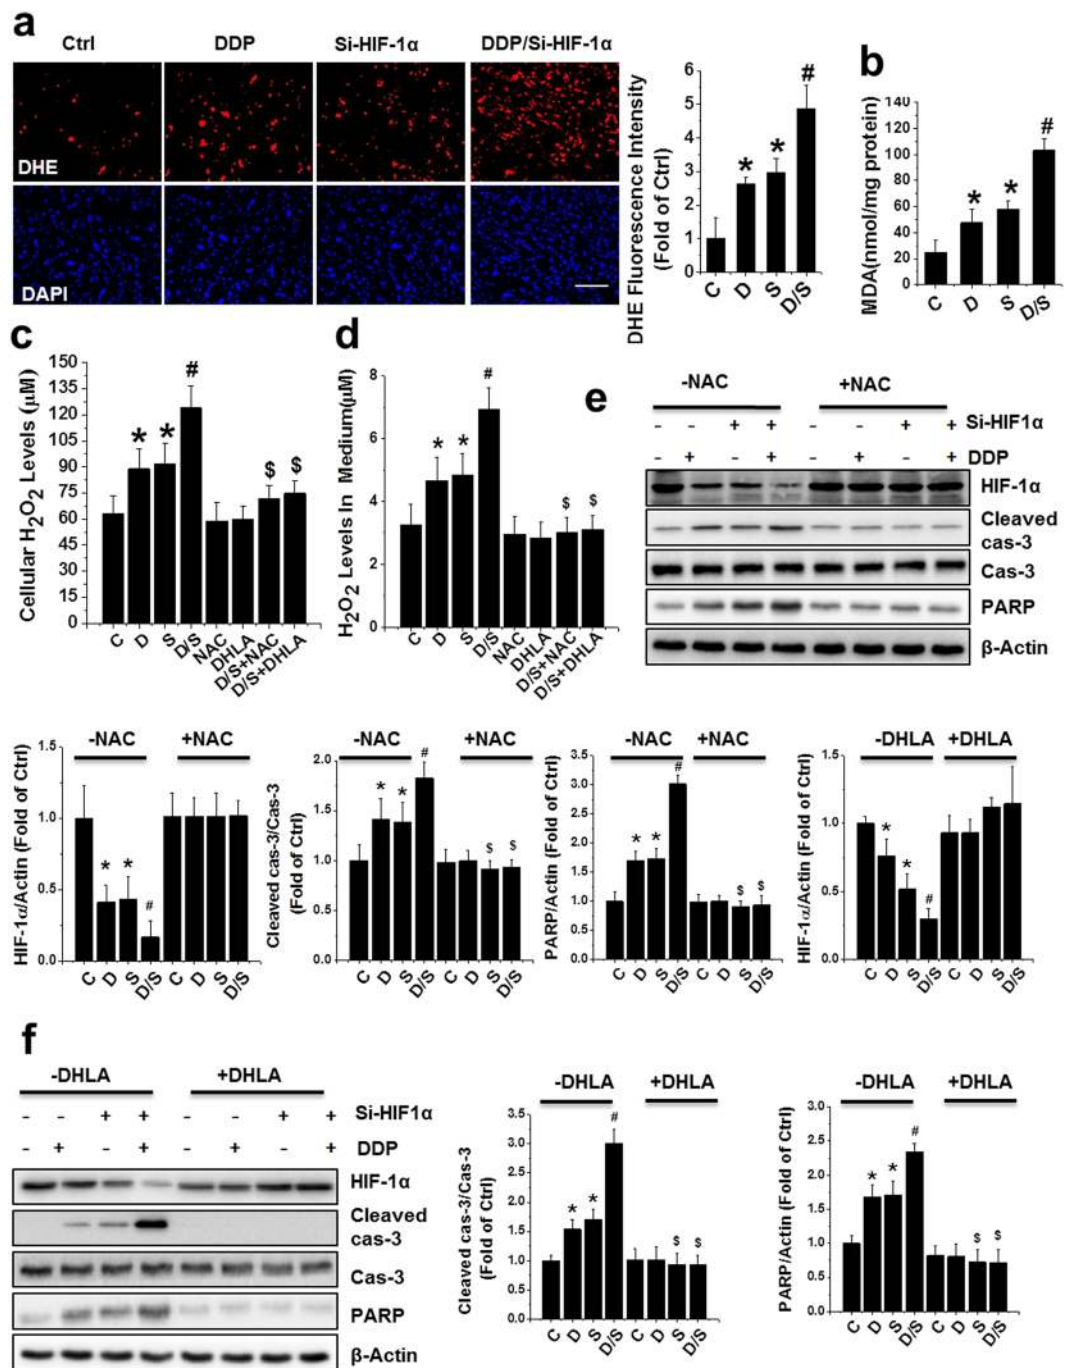 a
Ctrl DDP Si-HIF-1α DDP/Si-HIF-1α
DHE
DAPI
DHE Fluorescence Intensity
(Fold of Ctrl)
6
5
4
3
2
1
0
* * #
C D S D/S
b
MDA(nmol/mg protein)
140
120
100
80
60
40
20
0
* * #
C D S D/S
c
Cellular H2O2 Levels (μM)
150
135
120
105
90
75
60
45
30
15
0
* * # $ $
C D S D/S NAC DHLA D/S+NAC D/S+DHLA
d
H2O2 Levels In Medium(μM)
8
6
4
2
0
* * # $ $
C D S D/S NAC DHLA D/S+NAC D/S+DHLA
e
-NAC +NAC
- - + + - - + + Si-HIF1α
- + - + - + - + DDP
HIF-1α
Cleaved
cas-3
Cas-3
PARP
β-Actin
HIF-1α/Actin (Fold of Ctrl)
1.5
1.0
0.5
0.0
-NAC +NAC
* * #
C D S D/S C D S D/S
Cleaved cas-3/Cas-3
(Fold of Ctrl)
2.0
1.5
1.0
0.5
0.0
-NAC +NAC
* * # $ $
C D S D/S C D S D/S
PARP/Actin (Fold of Ctrl)
3.5
3.0
2.5
2.0
1.5
1.0
0.5
0.0
-NAC +NAC
* * # $ $
C D S D/S C D S D/S
HIF-1α/Actin (Fold of Ctrl)
1.5
1.0
0.5
0.0
-DHLA +DHLA
* * #
C D S D/S C D S D/S
f
-DHLA +DHLA
- - + + - - + + Si-HIF1α
- + - + - + - + DDP
HIF-1α
Cleaved
cas-3
Cas-3
PARP
β-Actin
Cleaved cas-3/Cas-3
(Fold of Ctrl)
3.5
3.0
2.5
2.0
1.5
1.0
0.5
0.0
-DHLA +DHLA
* * # $ $
C D S D/S C D S D/S
PARP/Actin (Fold of Ctrl)
3.0
2.5
2.0
1.5
1.0
0.5
0.0
-DHLA +DHLA
* * # $ $
C D S D/S C D S D/S